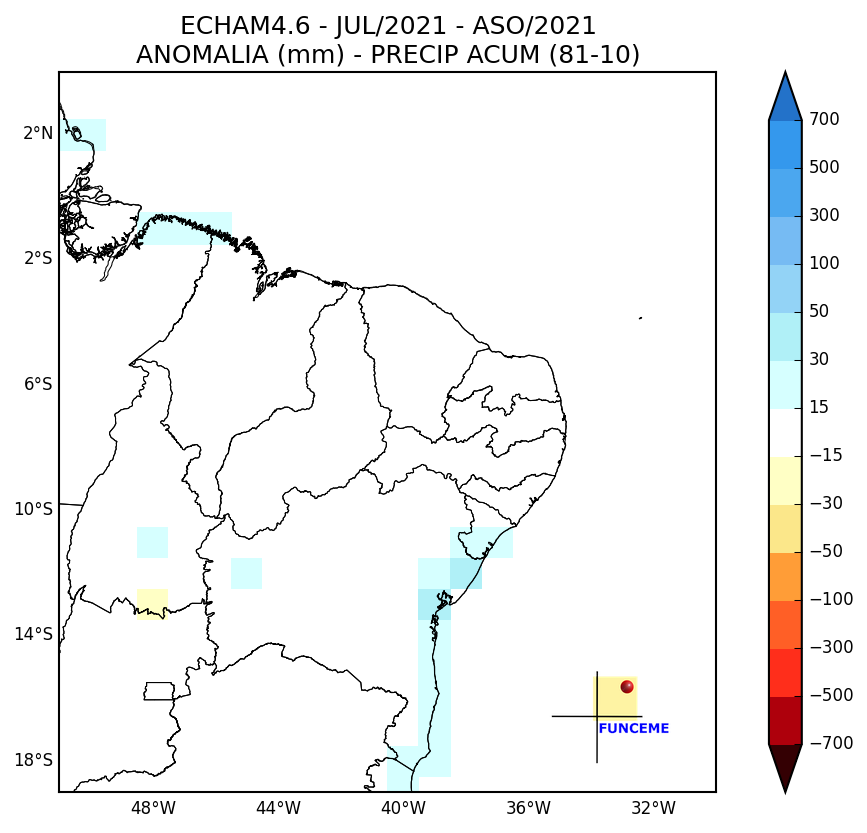 ECHAM4.6 - JUL/2021 - ASO/2021
ANOMALIA (mm) - PRECIP ACUM (81-10)
2°N
2°S
6°S
10°S
14°S
18°S
48°W 44°W 40°W 36°W 32°W
FUNCEME
700
500
300
100
50
30
15
−15
−30
−50
−100
−300
−500
−700